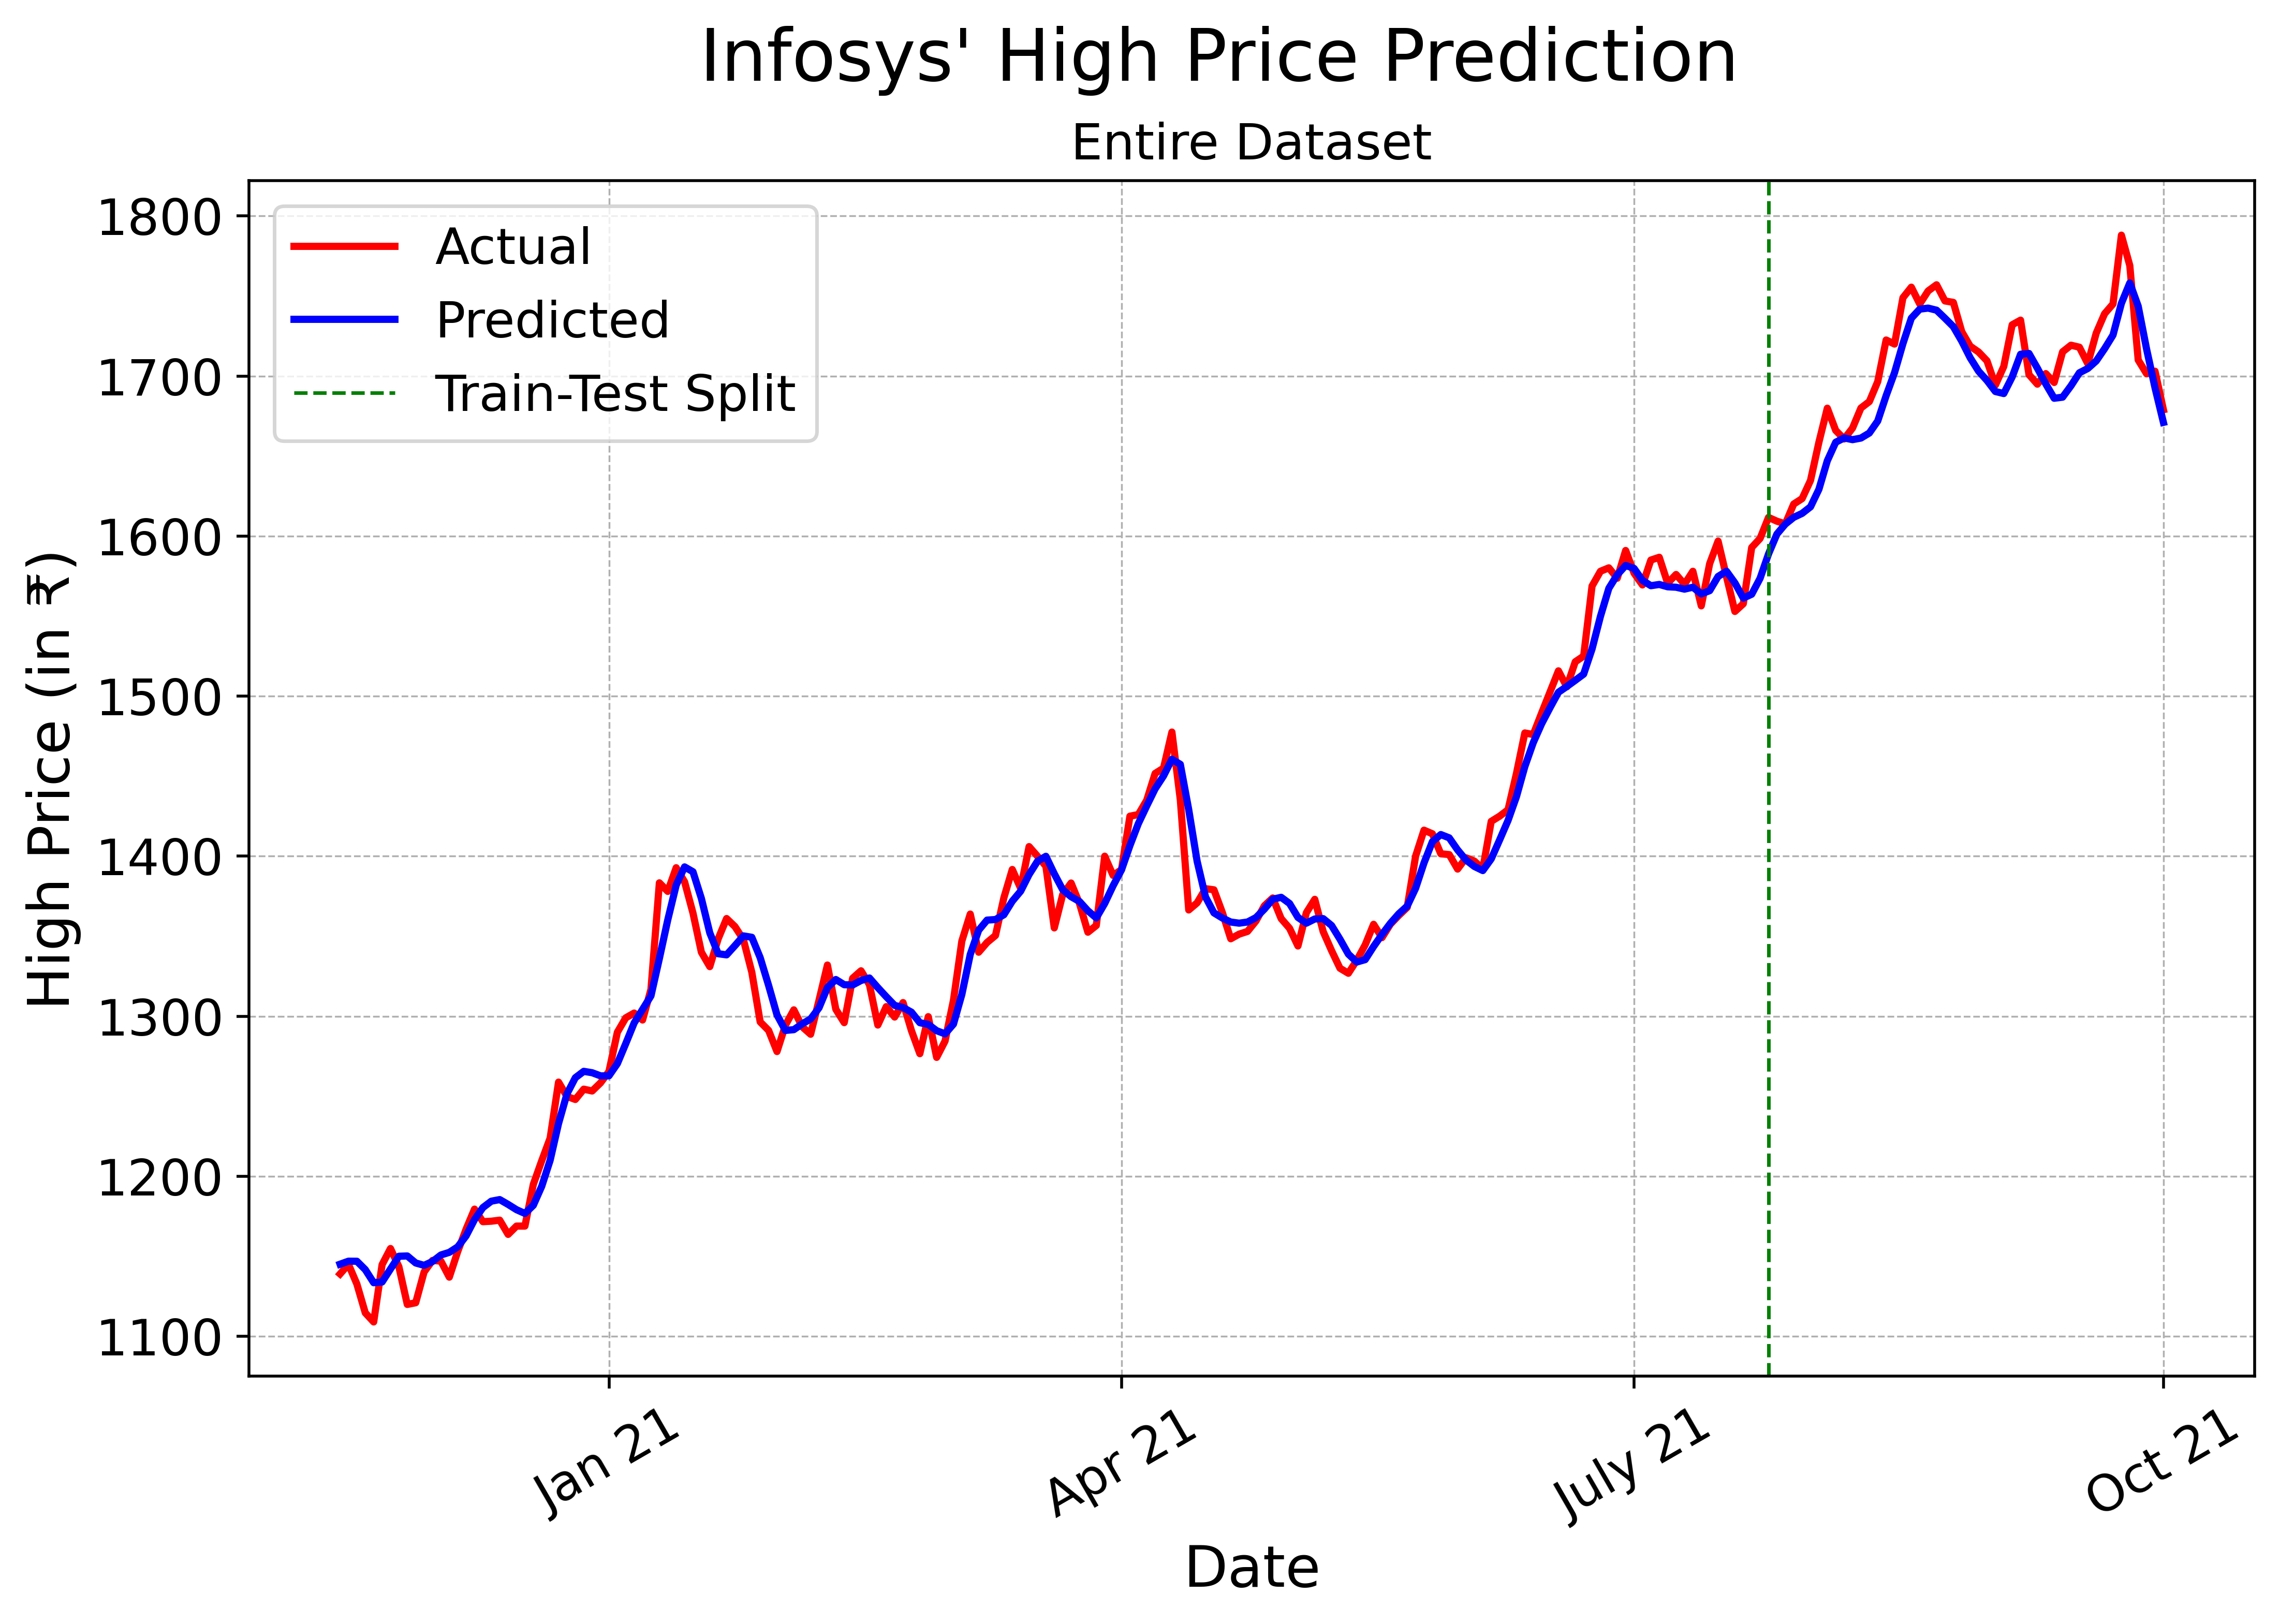 Infosys' High Price Prediction
Entire Dataset
Actual
Predicted
Train-Test Split
High Price (in ₹)
1800
1700
1600
1500
1400
1300
1200
1100
Jan 21
Apr 21
July 21
Oct 21
Date